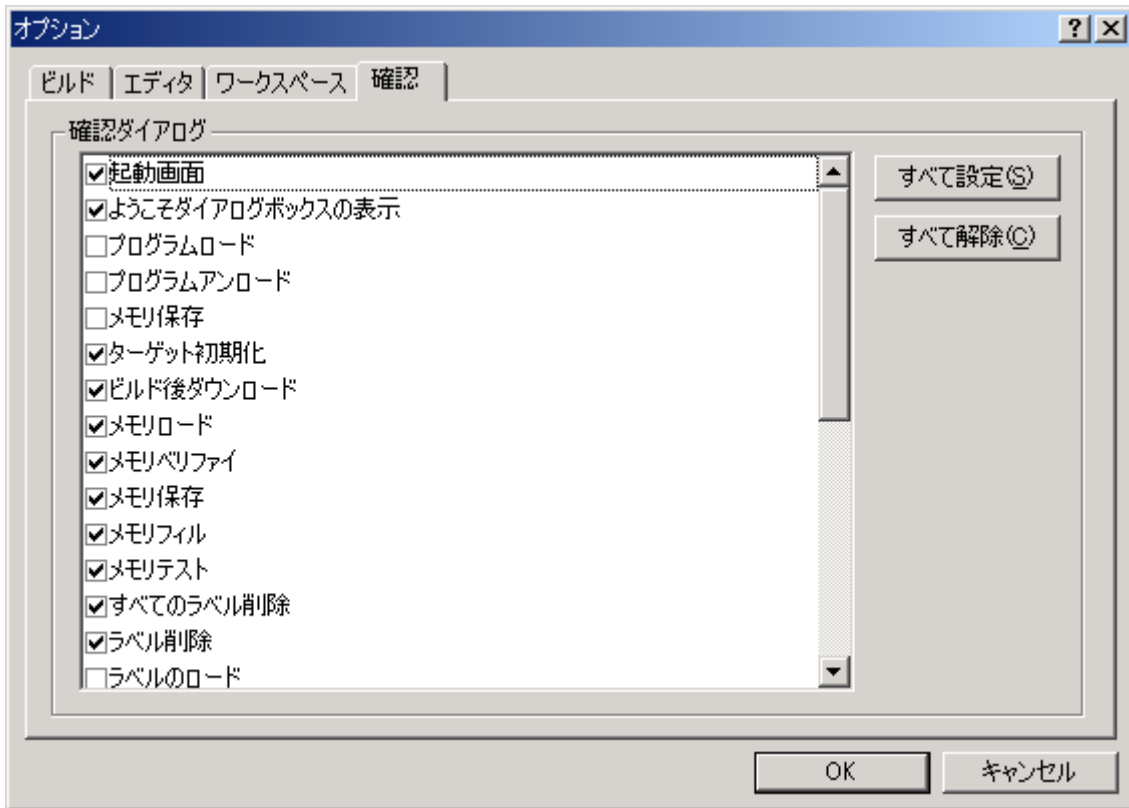 オプション
ビルド エディタ ワークスペース 確認
確認ダイアログ
起動画面
ようこそダイアログボックスの表示
プログラムロード
プログラムアンロード
メモリ保存
ターゲット初期化
ビルド後ダウンロード
メモリロード
メモリベリファイ
メモリ保存
メモリフィル
メモリテスト
すべてのラベル削除
ラベル削除
ラベルのロード
すべて設定(S)
すべて解除(C)
OK キャンセル